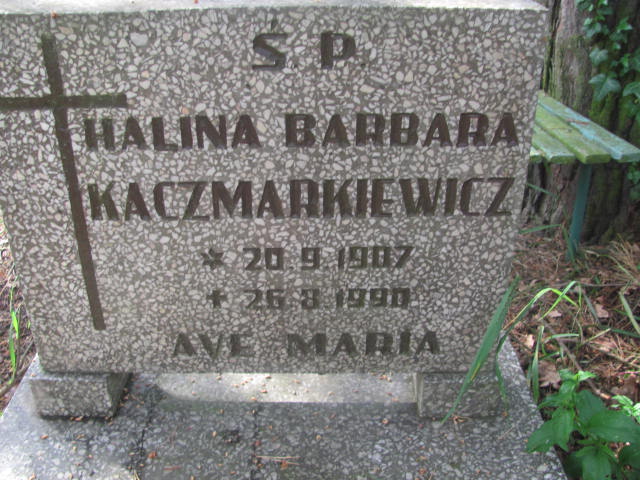 Ś. P.
HALINA BARBARA
KACZMARKIEWICZ
* 20.9.1907
+ 26 8 1990
AVE MARIA